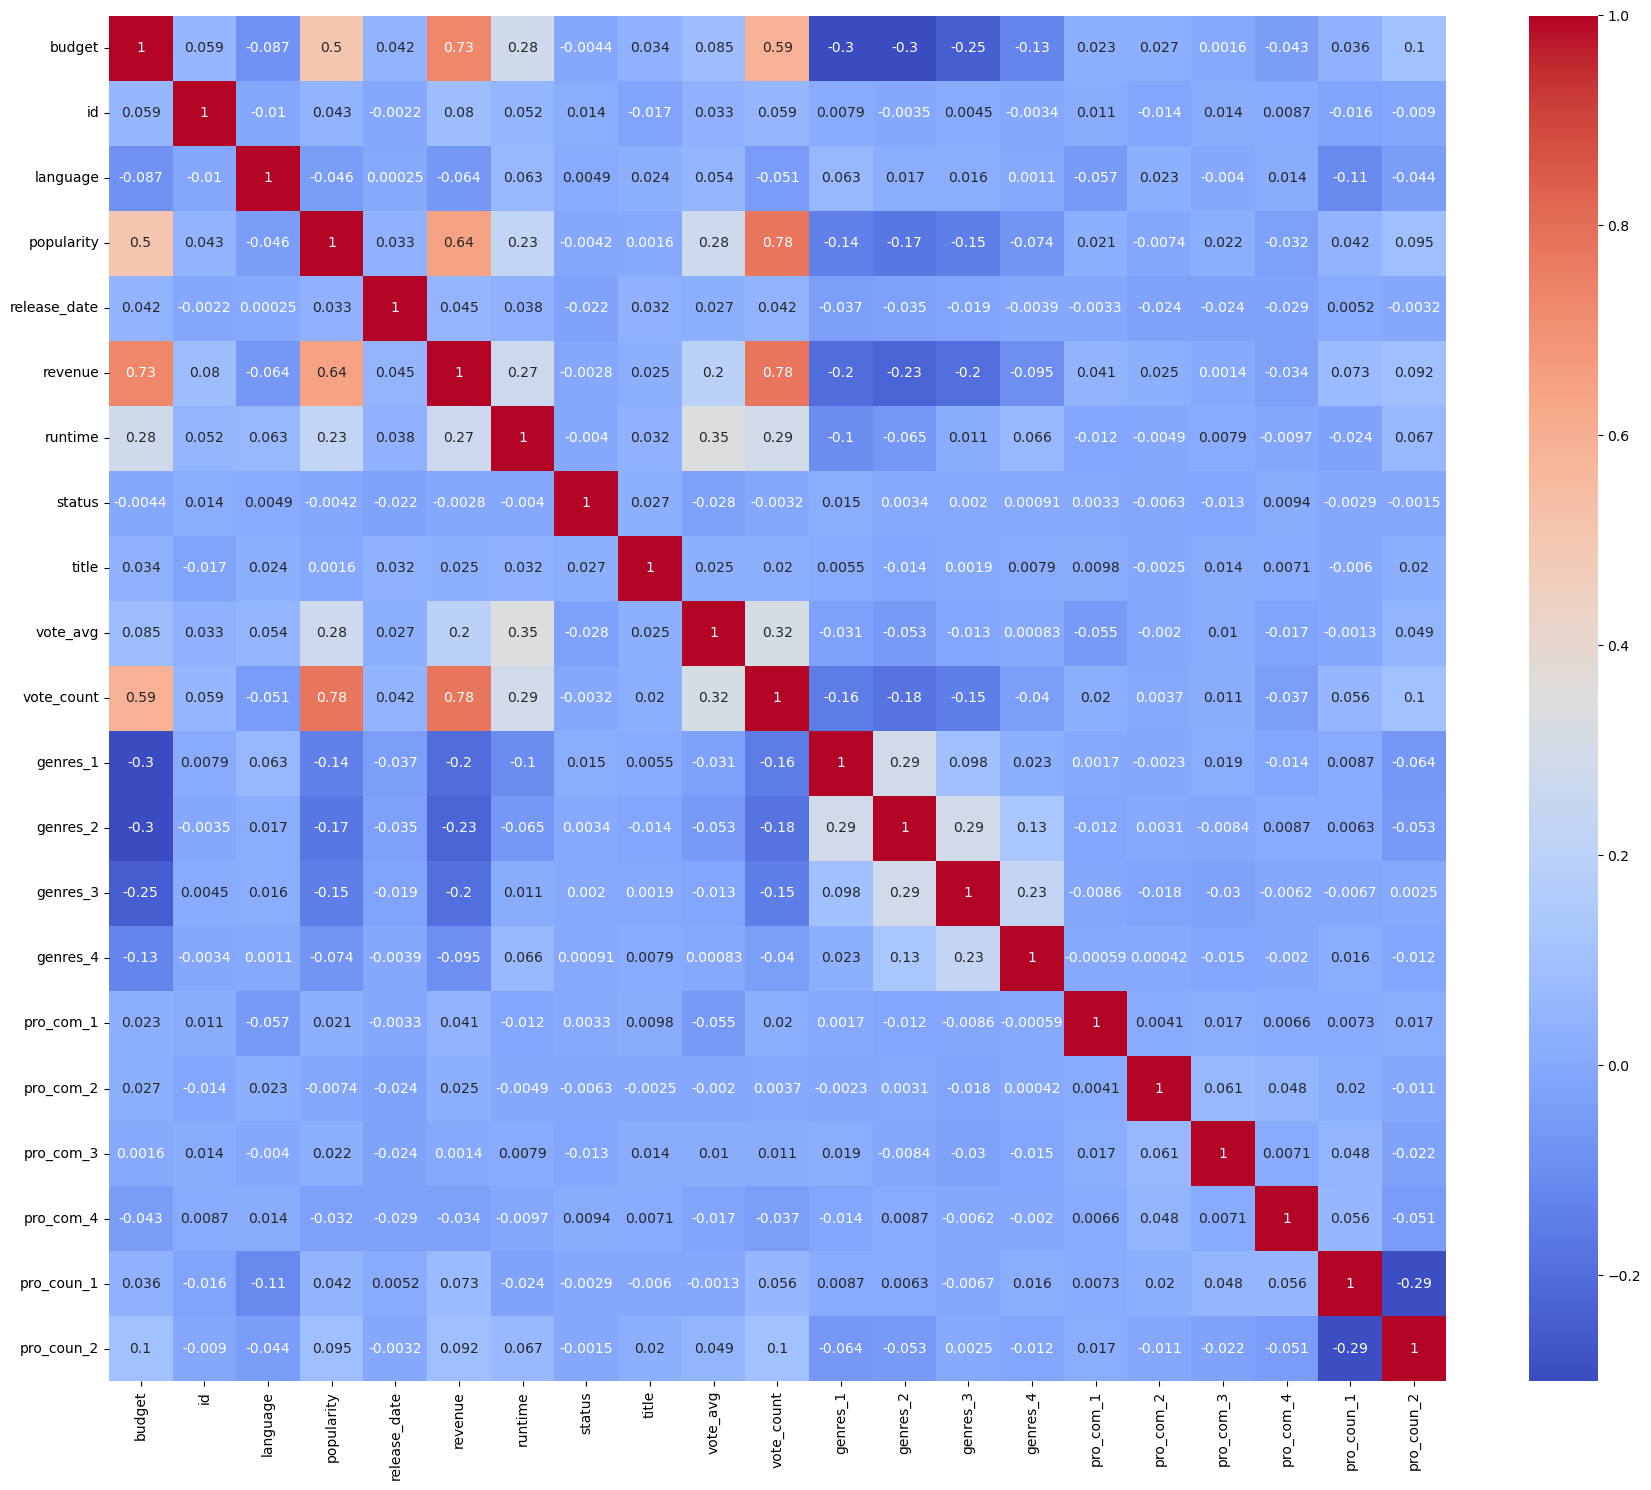 budget 1 0.059 -0.087 0.5 0.042 0.73 0.28 -0.0044 0.034 0.085 0.59 -0.3 -0.3 -0.25 -0.13 0.023 0.027 0.0016 -0.043 0.036 0.1
id 0.059 1 -0.01 0.043 -0.0022 0.08 0.052 0.014 -0.017 0.033 0.059 0.0079 -0.0035 0.0045 -0.0034 0.011 -0.014 0.014 0.0087 -0.016 -0.009
language -0.087 -0.01 1 -0.046 0.00025 -0.064 0.063 0.0049 0.024 0.054 -0.051 0.063 0.017 0.016 0.0011 -0.057 0.023 -0.004 0.014 -0.11 -0.044
popularity 0.5 0.043 -0.046 1 0.033 0.64 0.23 -0.0042 0.0016 0.28 0.78 -0.14 -0.17 -0.15 -0.074 0.021 -0.0074 0.022 -0.032 0.042 0.095
release_date 0.042 -0.0022 0.00025 0.033 1 0.045 0.038 -0.022 0.032 0.027 0.042 -0.037 -0.035 -0.019 -0.0039 -0.0033 -0.024 -0.024 -0.029 0.0052 -0.0032
revenue 0.73 0.08 -0.064 0.64 0.045 1 0.27 -0.0028 0.025 0.2 0.78 -0.2 -0.23 -0.2 -0.095 0.041 0.025 0.0014 -0.034 0.073 0.092
runtime 0.28 0.052 0.063 0.23 0.038 0.27 1 -0.004 0.032 0.35 0.29 -0.1 -0.065 0.011 0.066 -0.012 -0.0049 0.0079 -0.0097 -0.024 0.067
status -0.0044 0.014 0.0049 -0.0042 -0.022 -0.0028 -0.004 1 0.027 -0.028 -0.0032 0.015 0.0034 0.002 0.00091 0.0033 -0.0063 -0.013 0.0094 -0.0029 -0.0015
title 0.034 -0.017 0.024 0.0016 0.032 0.025 0.032 0.027 1 0.025 0.02 0.0055 -0.014 0.0019 0.0079 0.0098 -0.0025 0.014 0.0071 -0.006 0.02
vote_avg 0.085 0.033 0.054 0.28 0.027 0.2 0.35 -0.028 0.025 1 0.32 -0.031 -0.053 -0.013 0.00083 -0.055 -0.002 0.01 -0.017 -0.0013 0.049
vote_count 0.59 0.059 -0.051 0.78 0.042 0.78 0.29 -0.0032 0.02 0.32 1 -0.16 -0.18 -0.15 -0.04 0.02 0.0037 0.011 -0.037 0.056 0.1
genres_1 -0.3 0.0079 0.063 -0.14 -0.037 -0.2 -0.1 0.015 0.0055 -0.031 -0.16 1 0.29 0.098 0.023 0.0017 -0.0023 0.019 -0.014 0.0087 -0.064
genres_2 -0.3 -0.0035 0.017 -0.17 -0.035 -0.23 -0.065 0.0034 -0.014 -0.053 -0.18 0.29 1 0.29 0.13 -0.012 0.0031 -0.0084 0.0087 0.0063 -0.053
genres_3 -0.25 0.0045 0.016 -0.15 -0.019 -0.2 0.011 0.002 0.0019 -0.013 -0.15 0.098 0.29 1 0.23 -0.0086 -0.018 -0.03 -0.0062 -0.0067 0.0025
genres_4 -0.13 -0.0034 0.0011 -0.074 -0.0039 -0.095 0.066 0.00091 0.0079 0.00083 -0.04 0.023 0.13 0.23 1 -0.00059 0.00042 -0.015 -0.002 0.016 -0.012
pro_com_1 0.023 0.011 -0.057 0.021 -0.0033 0.041 -0.012 0.0033 0.0098 -0.055 0.02 0.0017 -0.012 -0.0086 -0.00059 1 0.0041 0.017 0.0066 0.0073 0.017
pro_com_2 0.027 -0.014 0.023 -0.0074 -0.024 0.025 -0.0049 -0.0063 -0.0025 -0.002 0.0037 -0.0023 0.0031 -0.018 0.00042 0.0041 1 0.061 0.048 0.02 -0.011
pro_com_3 0.0016 0.014 -0.004 0.022 -0.024 0.0014 0.0079 -0.013 0.014 0.01 0.011 0.019 -0.0084 -0.03 -0.015 0.017 0.061 1 0.0071 0.048 -0.022
pro_com_4 -0.043 0.0087 0.014 -0.032 -0.029 -0.034 -0.0097 0.0094 0.0071 -0.017 -0.037 -0.014 0.0087 -0.0062 -0.002 0.0066 0.048 0.0071 1 0.056 -0.051
pro_coun_1 0.036 -0.016 -0.11 0.042 0.0052 0.073 -0.024 -0.0029 -0.006 -0.0013 0.056 0.0087 0.0063 -0.0067 0.016 0.0073 0.02 0.048 0.056 1 -0.29
pro_coun_2 0.1 -0.009 -0.044 0.095 -0.0032 0.092 0.067 -0.0015 0.02 0.049 0.1 -0.064 -0.053 0.0025 -0.012 0.017 -0.011 -0.022 -0.051 -0.29 1
budget id language popularity release_date revenue runtime status title vote_avg vote_count genres_1 genres_2 genres_3 genres_4 pro_com_1 pro_com_2 pro_com_3 pro_com_4 pro_coun_1 pro_coun_2
1.0
0.8
0.6
0.4
0.2
0.0
−0.2